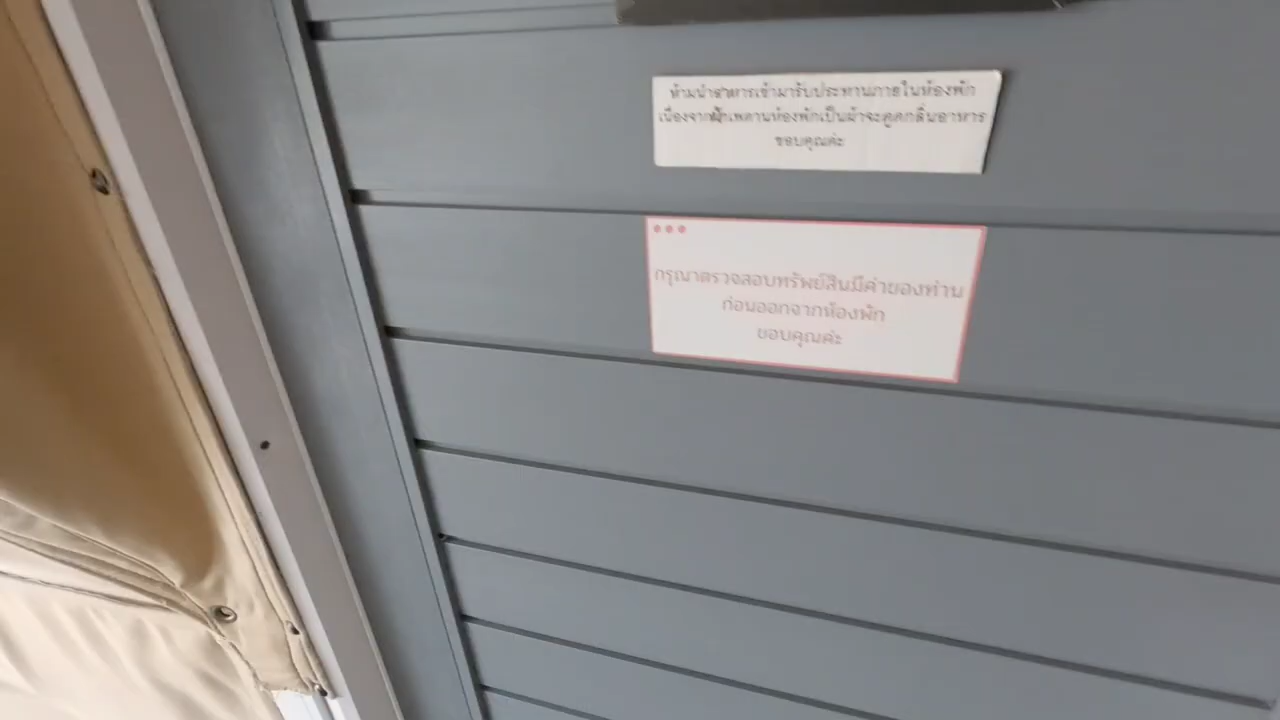 ห้ามนำอาหารเข้ามารับประทานภายในห้องพัก
เนื่องจากฝ้าเพดานห้องพักเป็นผ้าจะดูดกลิ่นอาหาร
ขอบคุณค่ะ
กรุณาตรวจสอบทรัพย์สินมีค่าของท่าน
ก่อนออกจากห้องพัก
ขอบคุณค่ะ